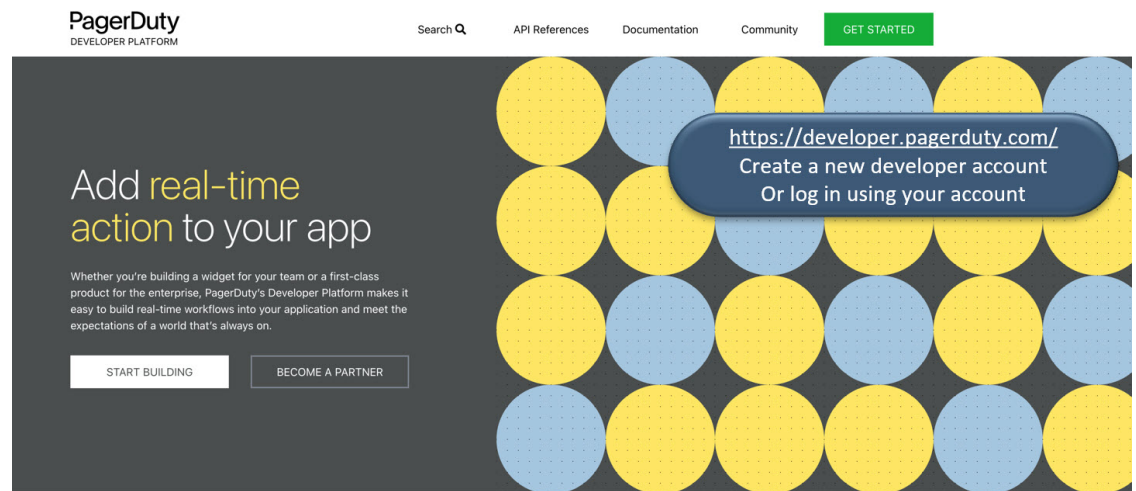 PagerDuty
DEVELOPER PLATFORM
Search
API References
Documentation
Community
GET STARTED
https://developer.pagerduty.com/
Create a new developer account
Or log in using your account
Add real-time
action to your app
Whether you're building a widget for your team or a first-class
product for the enterprise, PagerDuty's Developer Platform makes it
easy to build real-time workflows into your application and meet the
expectations of a world that's always on.
START BUILDING
BECOME A PARTNER